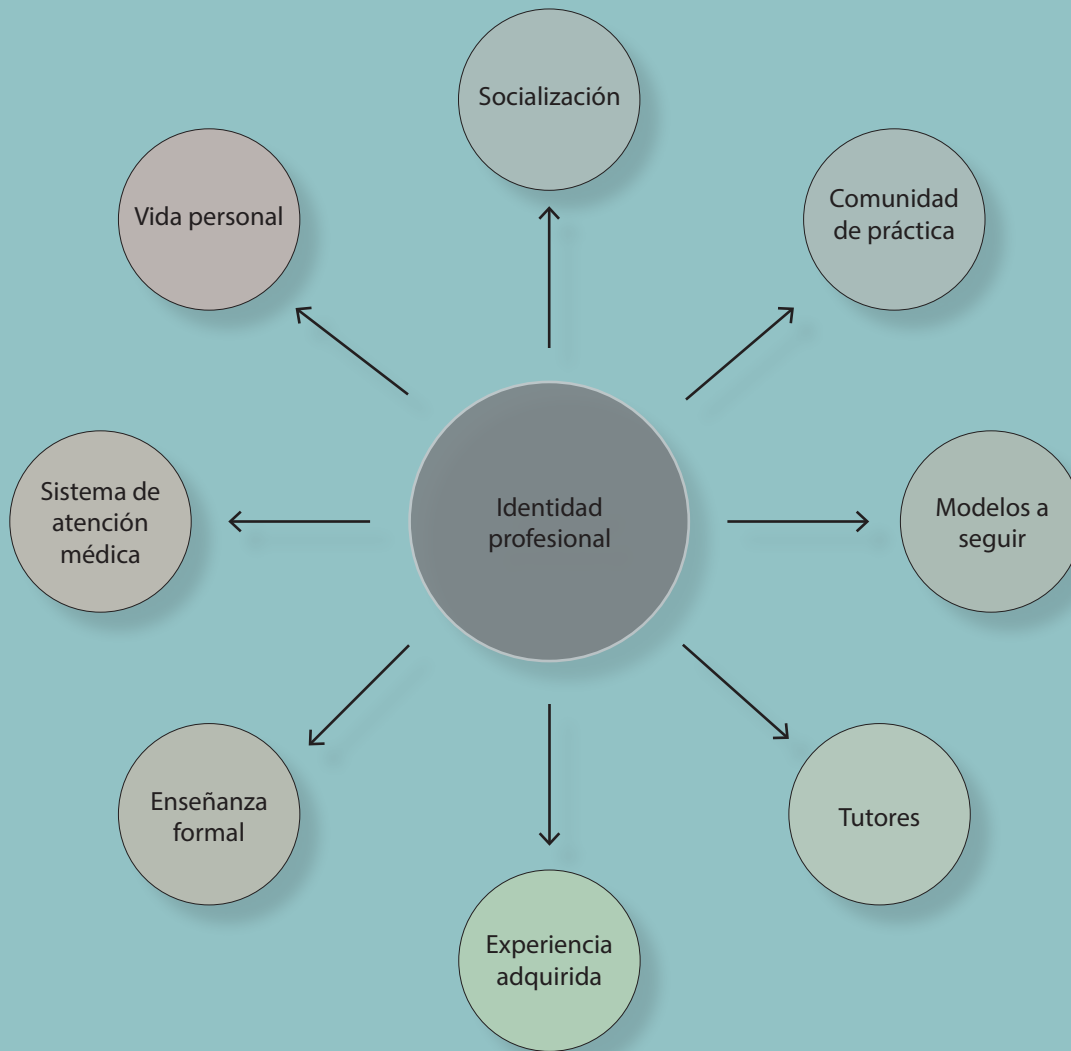 Socialización
Comunidad
de práctica
Modelos a
seguir
Tutores
Experiencia
adquirida
Enseñanza
formal
Sistema de
atención
médica
Vida personal
Identidad
profesional